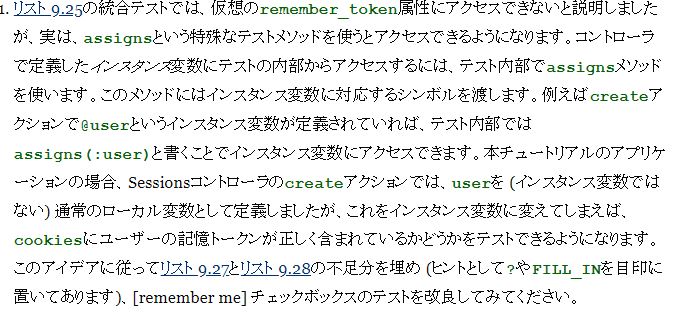 1. リスト 9.25の統合テストでは、仮想のremember_token属性にアクセスできないと説明しました
が、実は、assignsという特殊なテストメソッドを使うとアクセスできるようになります。コントローラ
で定義したインスタンス変数にテストの内部からアクセスするには、テスト内部でassignsメソッド
を使います。このメソッドにはインスタンス変数に対応するシンボルを渡します。例えばcreateア
クションで@userというインスタンス変数が定義されていれば、テスト内部では
assigns(:user)と書くことでインスタンス変数にアクセスできます。本チュートリアルのアプリケ
ーションの場合、Sessionsコントローラのcreateアクションでは、userを (インスタンス変数では
ない) 通常のローカル変数として定義しましたが、これをインスタンス変数に変えてしまえば、
cookiesにユーザーの記憶トークンが正しく含まれているかどうかをテストできるようになります。
このアイデアに従ってリスト 9.27とリスト 9.28の不足分を埋め (ヒントとして?やFILL_INを目印に
置いてあります)、[remember me] チェックボックスのテストを改良してみてください。